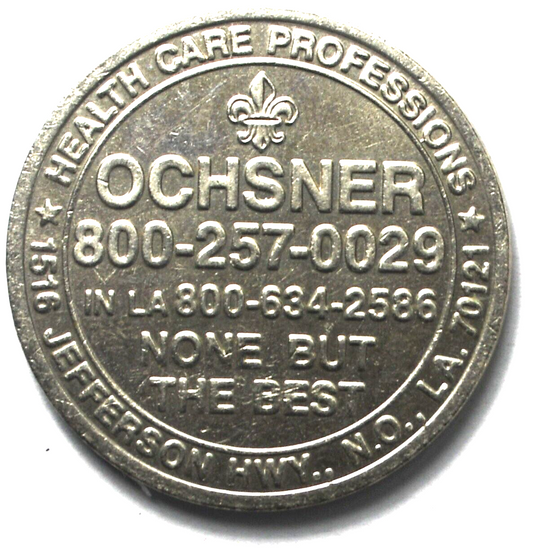 HEALTH CARE PROFESSIONS
OCHSNER
800-257-0029
IN LA 800-634-2586
NONE BUT
THE BEST
★ 1516 JEFFERSON HWY., N.O., LA. 70121 ★